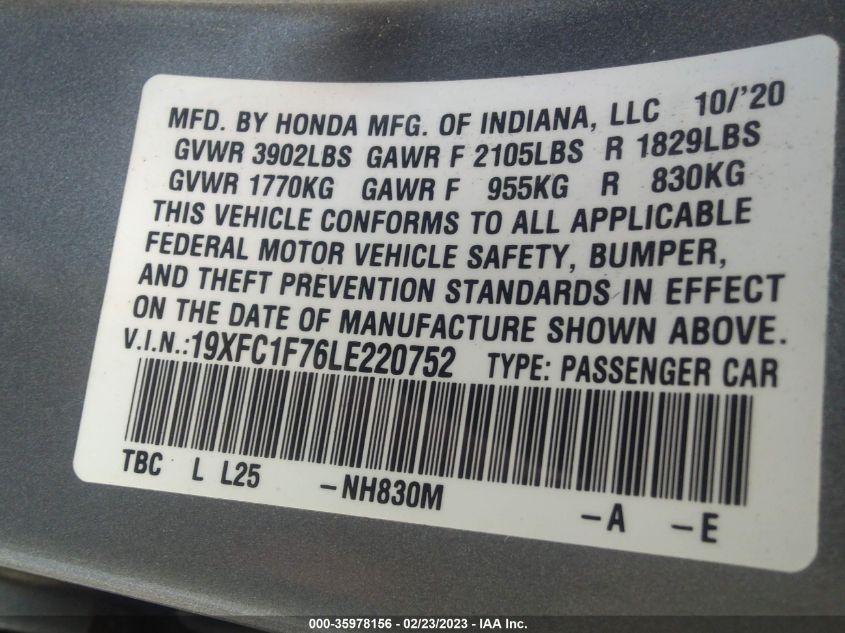 MFD. BY HONDA MFG. OF INDIANA, LLC 10/'20
GVWR 3902LBS GAWR F 2105LBS R 1829LBS
GVWR 1770KG GAWR F 955KG R 830KG
THIS VEHICLE CONFORMS TO ALL APPLICABLE
FEDERAL MOTOR VEHICLE SAFETY, BUMPER,
AND THEFT PREVENTION STANDARDS IN EFFECT
ON THE DATE OF MANUFACTURE SHOWN ABOVE.
V.I.N.:19XFC1F76LE220752 TYPE: PASSENGER CAR
TBC L L25 -NH830M -A -E
000-35978156 - 02/23/2023 - IAA Inc.